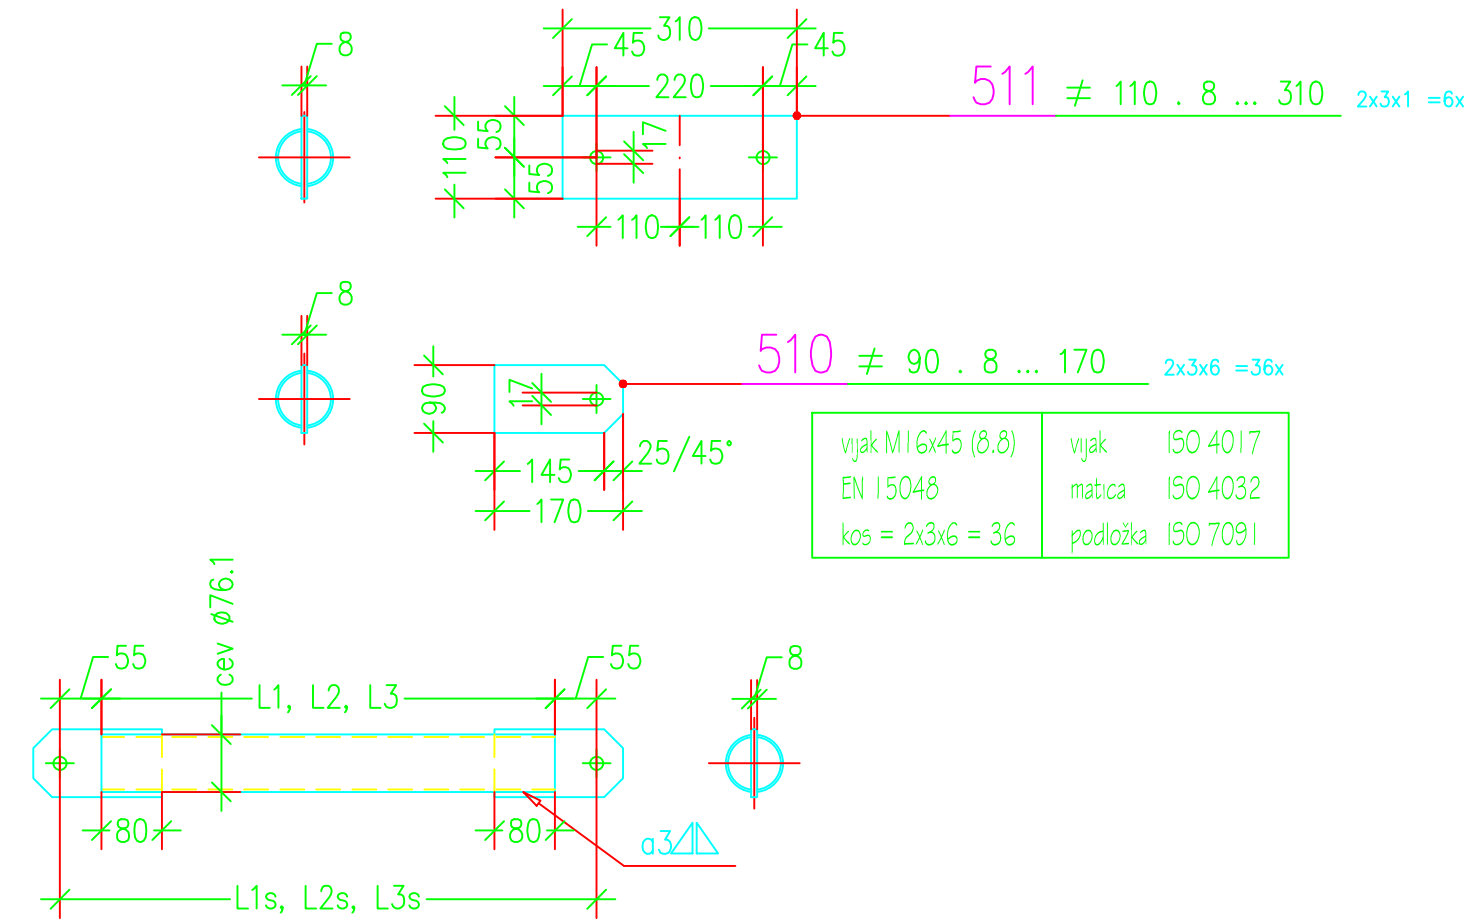 310
8
45
45
220
511 ≠ 110 . 8 ... 310 2x3x1 =6x
17
55
110
55
110
110
8
510 ≠ 90 . 8 ... 170 2x3x6 =36x
17
90
25/45°
145
170
vijak M16x45 (8.8)
EN 15048
kos = 2x3x6 = 36
vijak ISO 4017
matica ISO 4032
podložka ISO 7091
cev ø76.1
55
55
8
L1, L2, L3
80
80
a3
L1s, L2s, L3s